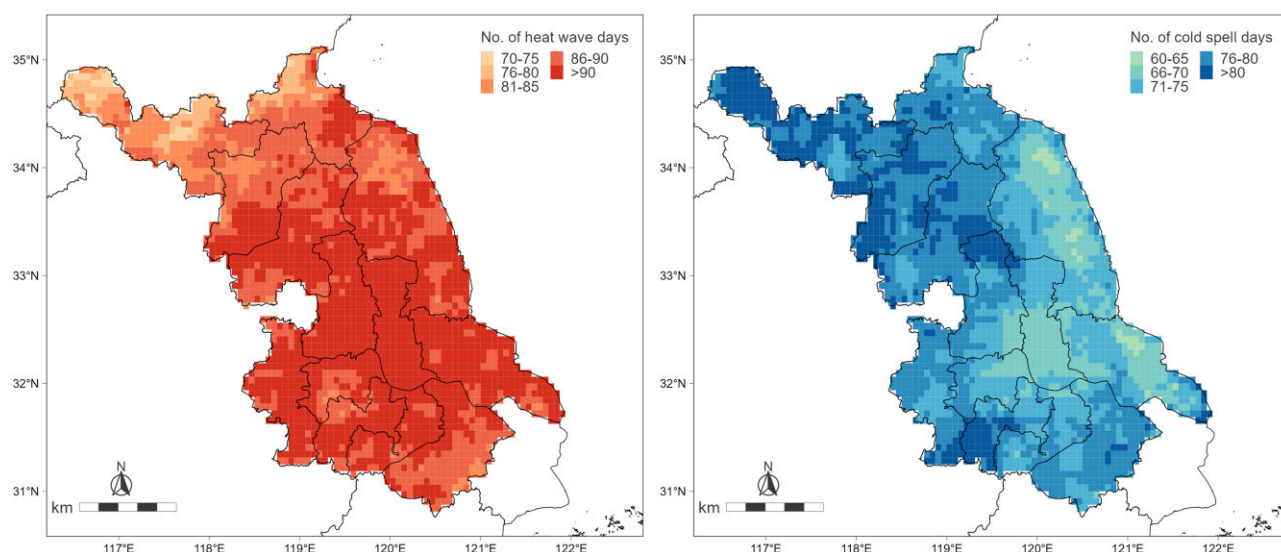 No. of heat wave days
70-75 86-90
76-80 >90
81-85
35°N
34°N
33°N
32°N
31°N
N
km
117°E 118°E 119°E 120°E 121°E 122°E
No. of cold spell days
60-65 76-80
66-70 >80
71-75
35°N
34°N
33°N
32°N
31°N
N
km
117°E 118°E 119°E 120°E 121°E 122°E